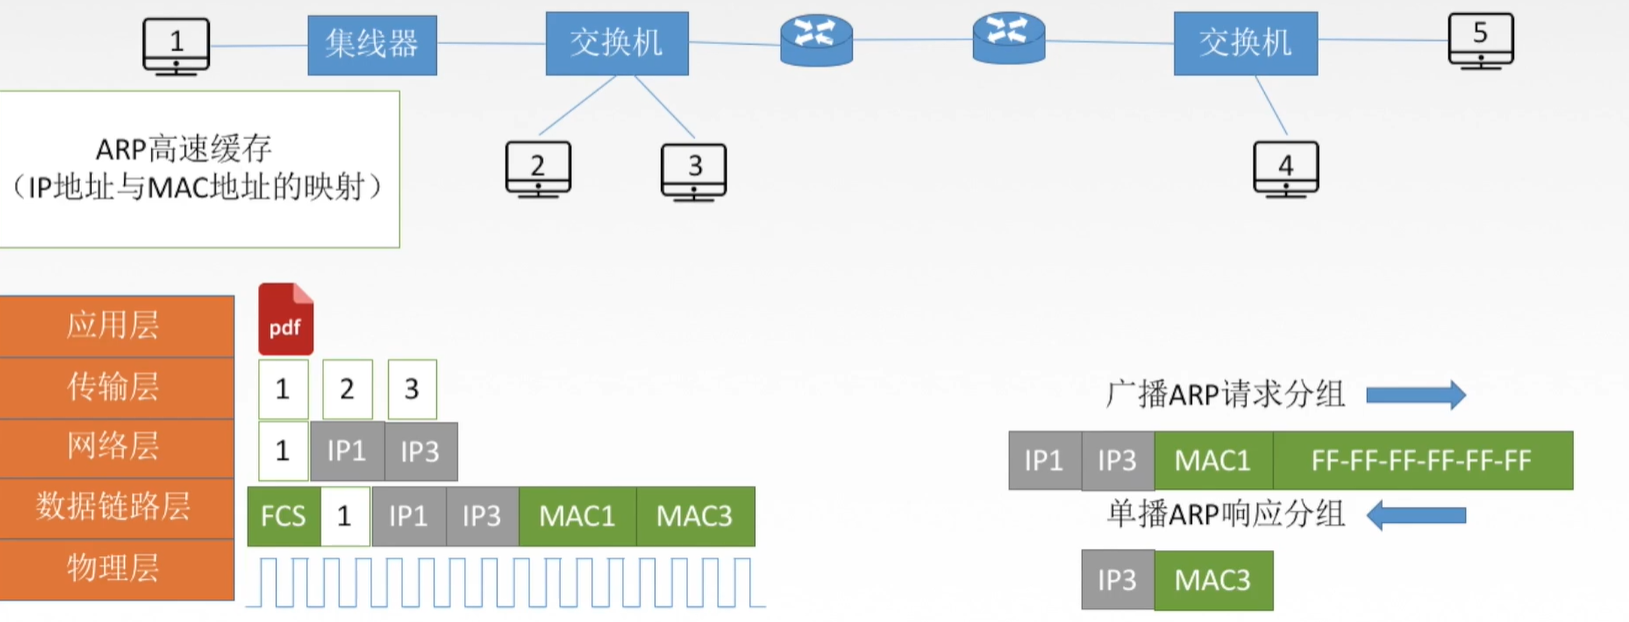 1
集线器
交换机
交换机
5
2
3
4
ARP高速缓存
（IP地址与MAC地址的映射）
应用层
pdf
传输层
1 2 3
网络层
1 IP1 IP3
数据链路层
FCS 1 IP1 IP3 MAC1 MAC3
物理层
广播ARP请求分组
IP1 IP3 MAC1 FF-FF-FF-FF-FF-FF
单播ARP响应分组
IP3 MAC3